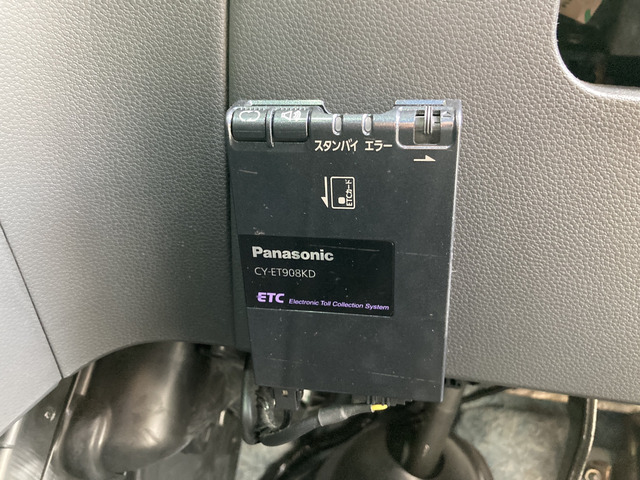 スタンバイ エラー
ETCカード
Panasonic
CY-ET908KD
ETC Electronic Toll Collection System